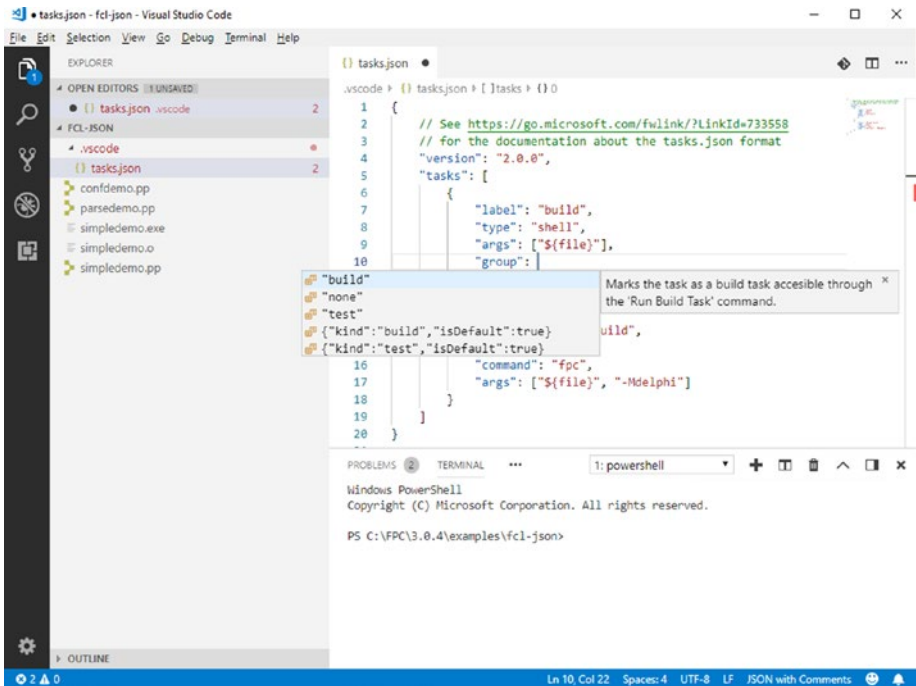 ● tasks.json - fcl-json - Visual Studio Code
File Edit Selection View Go Debug Terminal Help
EXPLORER
OPEN EDITORS 1 UNSAVED
{} tasks.json .vscode 2
FCL-JSON
.vscode
{} tasks.json 2
confdemo.pp
parsedemo.pp
simpledemo.exe
simpledemo.o
simpledemo.pp
OUTLINE
1
{} tasks.json ●
.vscode {} tasks.json [ ] tasks {} 0
1 {
2 // See https://go.microsoft.com/fwlink/?LinkId=733558
3 // for the documentation about the tasks.json format
4 "version": "2.0.0",
5 "tasks": [
6 {
7 "label": "build",
8 "type": "shell",
9 "args": ["${file}"],
10 "group":
"build"
"none"
"test"
{"kind":"build","isDefault":true}
{"kind":"test","isDefault":true}
Marks the task as a build task accesible through
the 'Run Build Task' command.
uild",
16 "command": "fpc",
17 "args": ["${file}", "-Mdelphi"]
18 }
19 ]
20 }
PROBLEMS 2 TERMINAL ··· 1: powershell
Windows PowerShell
Copyright (C) Microsoft Corporation. All rights reserved.
PS C:\FPC\3.0.4\examples\fcl-json>
2 0 Ln 10, Col 22 Spaces: 4 UTF-8 LF JSON with Comments